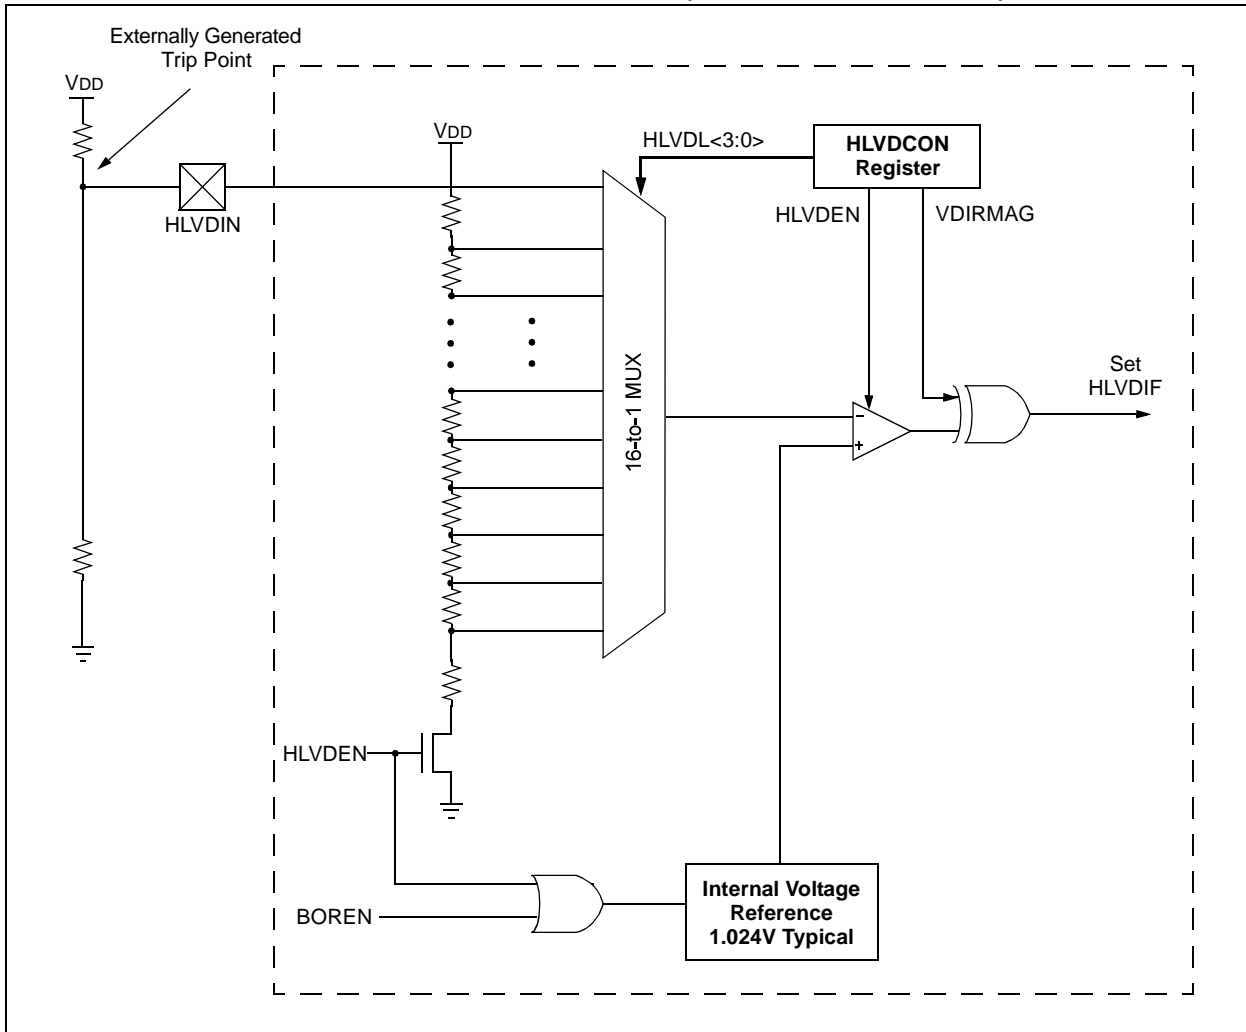 Externally Generated
Trip Point
VDD
VDD
HLVDL<3:0>
HLVDCON
Register
HLVDIN
HLVDEN
VDIRMAG
16-to-1 MUX
Set
HLVDIF
–
+
HLVDEN
BOREN
Internal Voltage
Reference
1.024V Typical